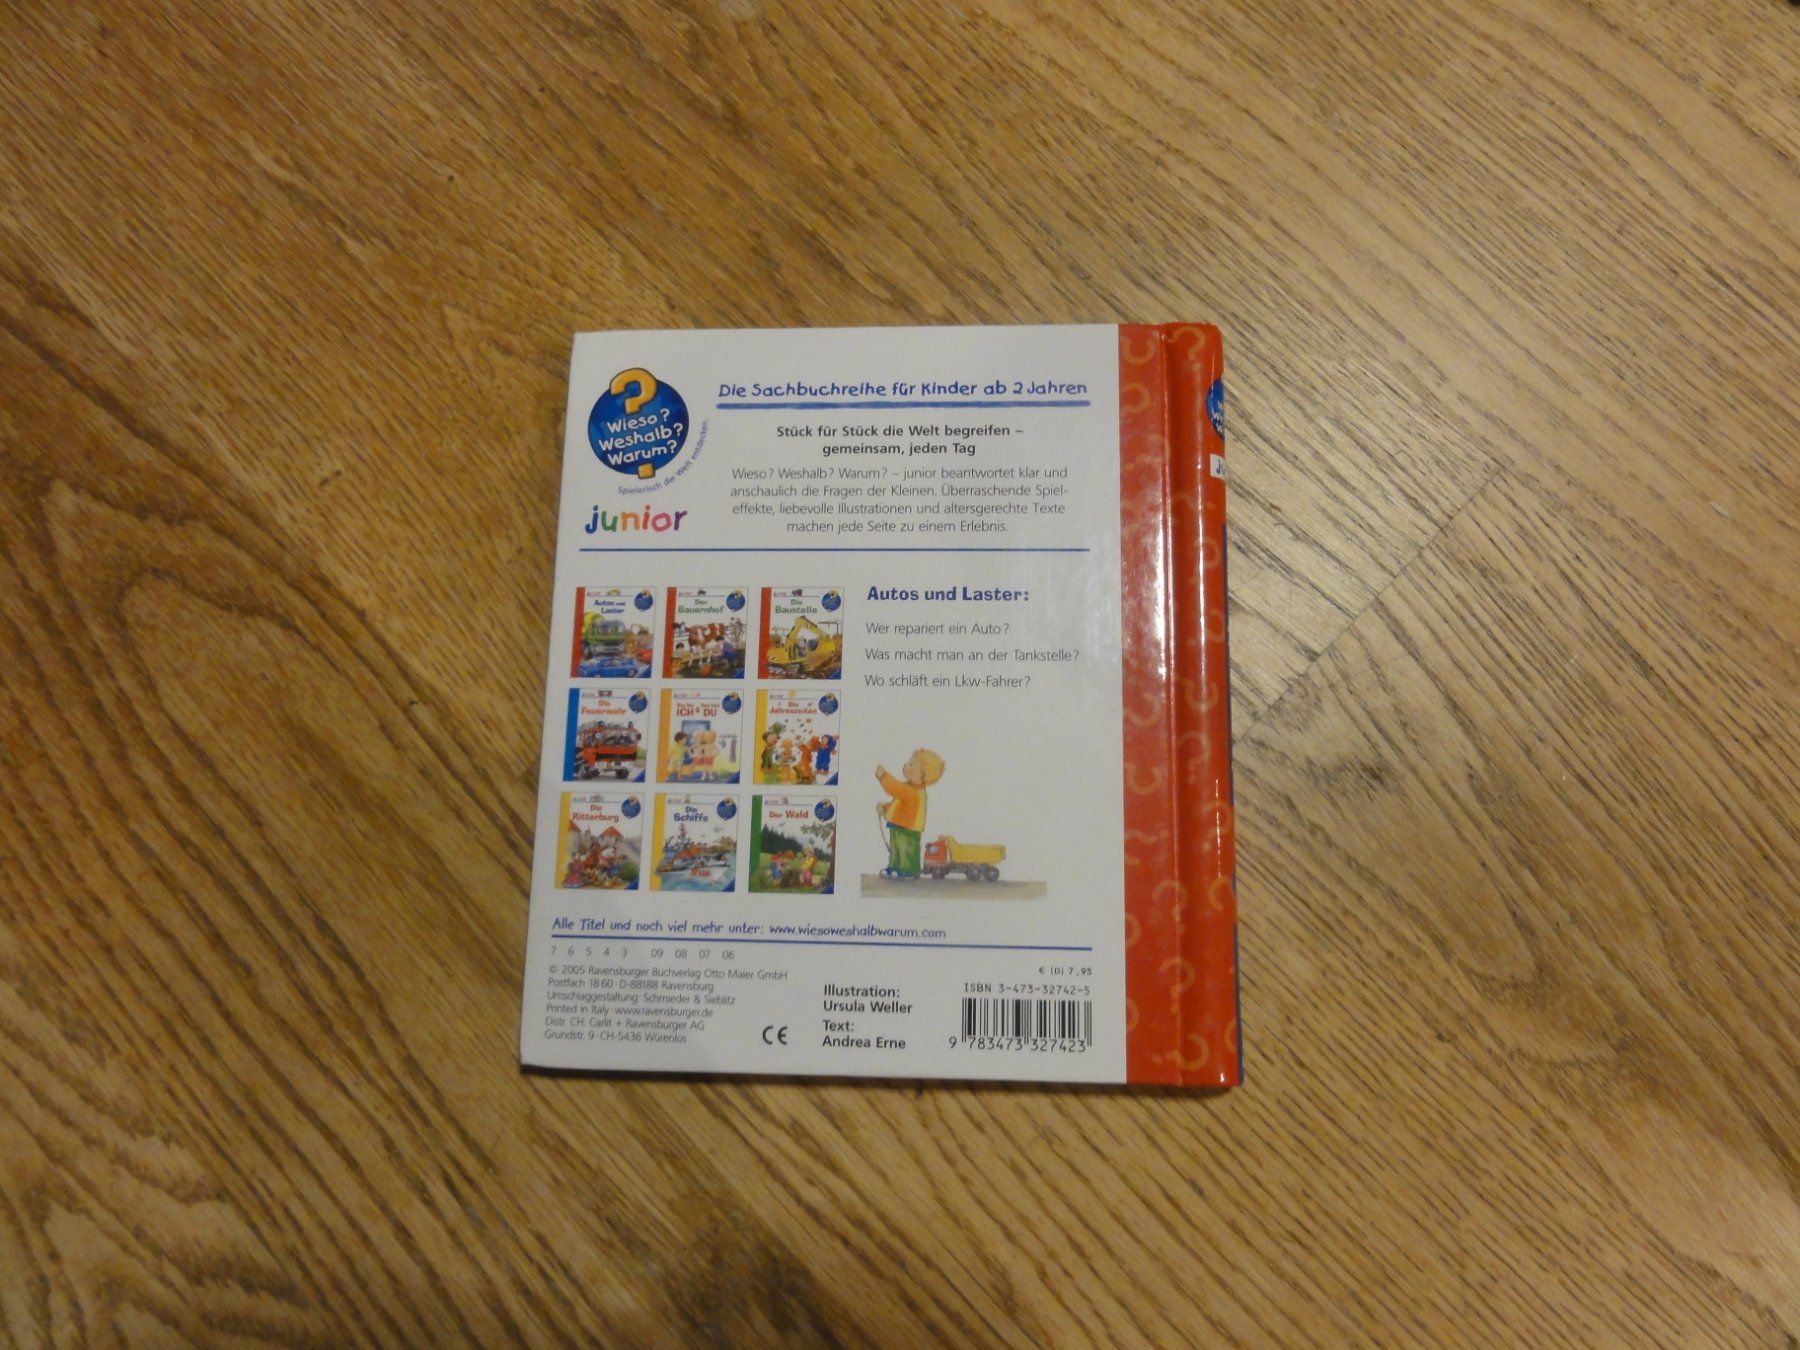 Wieso?
Weshalb?
Warum?
Spielerisch die Welt entdecken.
junior
Die Sachbuchreihe für Kinder ab 2 Jahren
Stück für Stück die Welt begreifen –
gemeinsam, jeden Tag
Wieso? Weshalb? Warum? – junior beantwortet klar und
anschaulich die Fragen der Kleinen. Überraschende Spiel-
effekte, liebevolle Illustrationen und altersgerechte Texte
machen jede Seite zu einem Erlebnis.
Autos und
Laster
Der
Bauernhof
Die
Baustelle
Die
Feuerwehr
ICH & DU
Die
Jahreszeiten
Die
Ritterburg
Die
Schiffe
Der Wald
Autos und Laster:
Wer repariert ein Auto?
Was macht man an der Tankstelle?
Wo schläft ein Lkw-Fahrer?
Alle Titel und noch viel mehr unter: www.wiesoweshalbwarum.com
7 6 5 4 3 09 08 07 06
© 2005 Ravensburger Buchverlag Otto Maier GmbH
Postfach 18 60 · D-88188 Ravensburg
Umschlaggestaltung: Schmieder & Sieblitz
Printed in Italy · www.ravensburger.de
Distr. CH: Carlit + Ravensburger AG
Grundstr. 9 · CH-5436 Würenlos
CE
Illustration:
Ursula Weller
Text:
Andrea Erne
€ (D) 7,95
ISBN 3-473-32742-5
9 783473 327423